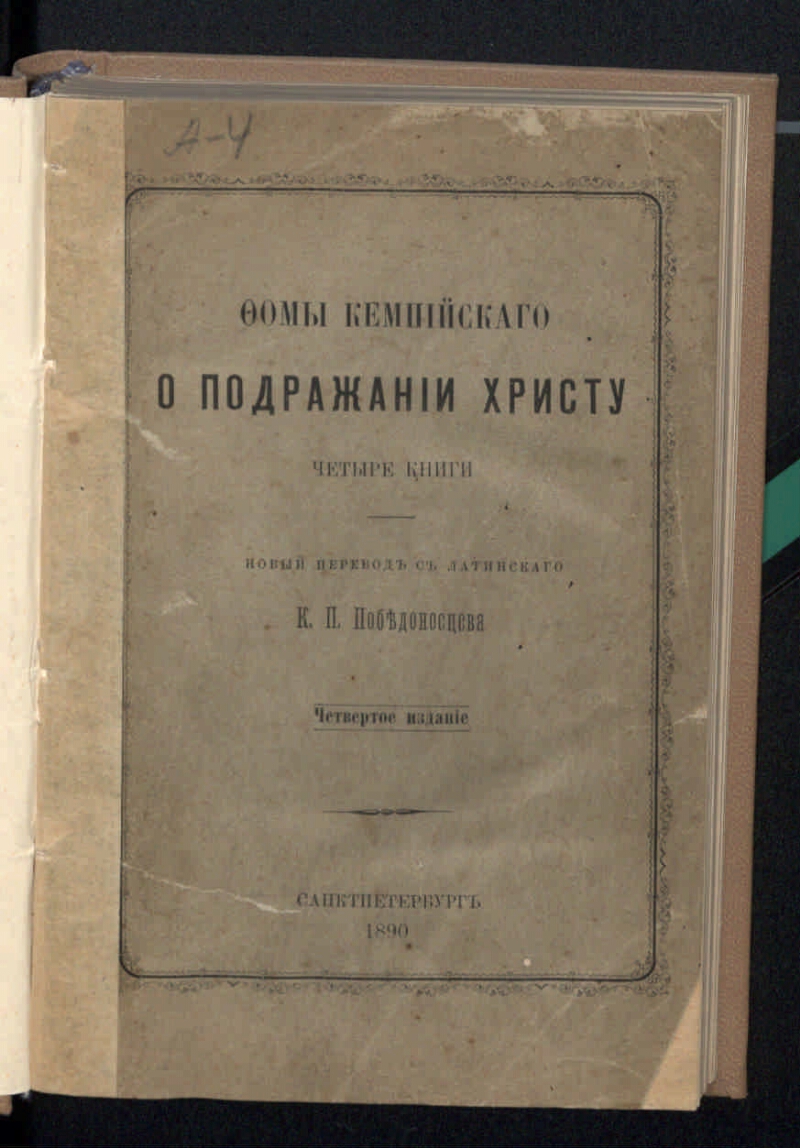 А-4
ѲОМЫ КЕМПІЙСКАГО
О ПОДРАЖАНІИ ХРИСТУ
ЧЕТЫРЕ КНИГИ
НОВЫЙ ПЕРЕВОДЪ СЪ ЛАТИНСКАГО
К. П. Побѣдоносцева
Четвертое изданіе
САНКТПЕТЕРБУРГЪ
1890